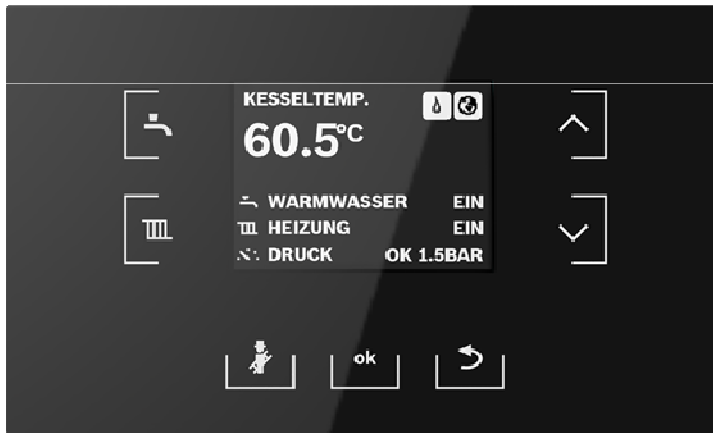 KESSELTEMP.
60.5°C
WARMWASSER EIN
HEIZUNG EIN
DRUCK OK 1.5BAR
ok